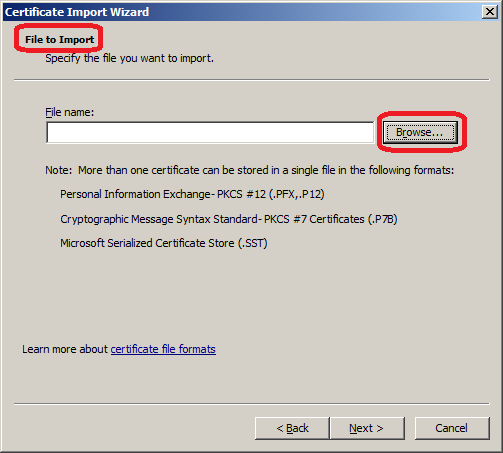 Certificate Import Wizard
File to Import
Specify the file you want to import.
File name:
Browse...
Note: More than one certificate can be stored in a single file in the following formats:
Personal Information Exchange- PKCS #12 (.PFX,.P12)
Cryptographic Message Syntax Standard- PKCS #7 Certificates (.P7B)
Microsoft Serialized Certificate Store (.SST)
Learn more about certificate file formats
< Back Next > Cancel